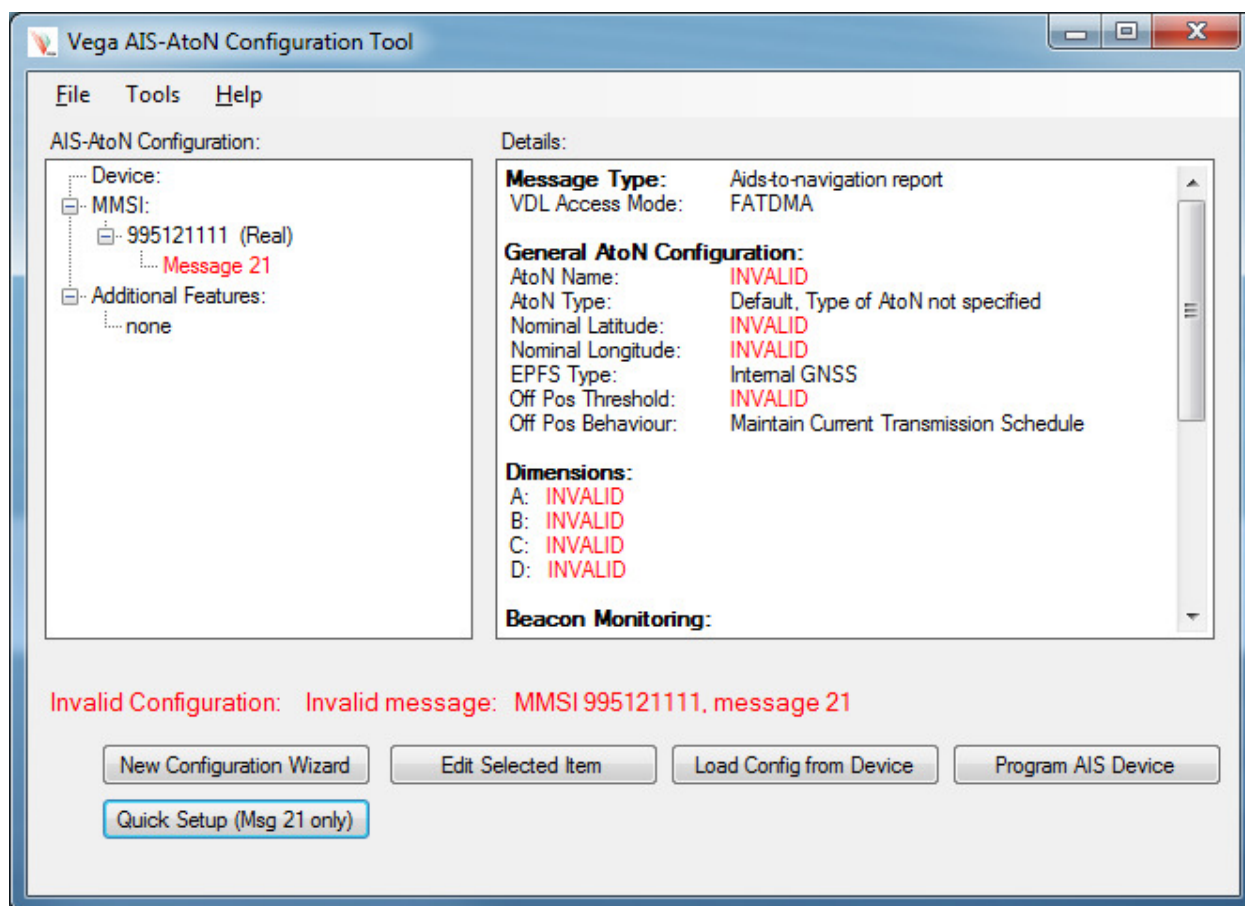 Vega AIS-AtoN Configuration Tool
File Tools Help
AIS-AtoN Configuration:
Device:
MMSI:
995121111 (Real)
Message 21
Additional Features:
none
Details:
Message Type: Aids-to-navigation report
VDL Access Mode: FATDMA
General AtoN Configuration:
AtoN Name: INVALID
AtoN Type: Default, Type of AtoN not specified
Nominal Latitude: INVALID
Nominal Longitude: INVALID
EPFS Type: Internal GNSS
Off Pos Threshold: INVALID
Off Pos Behaviour: Maintain Current Transmission Schedule
Dimensions:
A: INVALID
B: INVALID
C: INVALID
D: INVALID
Beacon Monitoring:
Invalid Configuration: Invalid message: MMSI 995121111, message 21
New Configuration Wizard Edit Selected Item Load Config from Device Program AIS Device
Quick Setup (Msg 21 only)